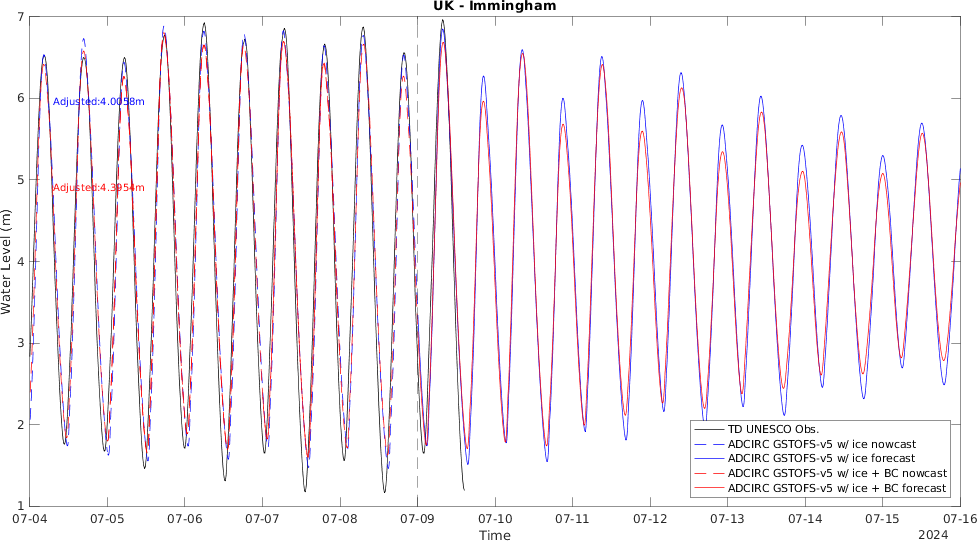 UK - Immingham
7
6
5
4
3
2
1
Water Level (m)
Adjusted:4.0058m
Adjusted:4.3954m
TD UNESCO Obs.
ADCIRC GSTOFS-v5 w/ ice nowcast
ADCIRC GSTOFS-v5 w/ ice forecast
ADCIRC GSTOFS-v5 w/ ice + BC nowcast
ADCIRC GSTOFS-v5 w/ ice + BC forecast
07-04 07-05 07-06 07-07 07-08 07-09 07-10 07-11 07-12 07-13 07-14 07-15 07-16
Time
2024